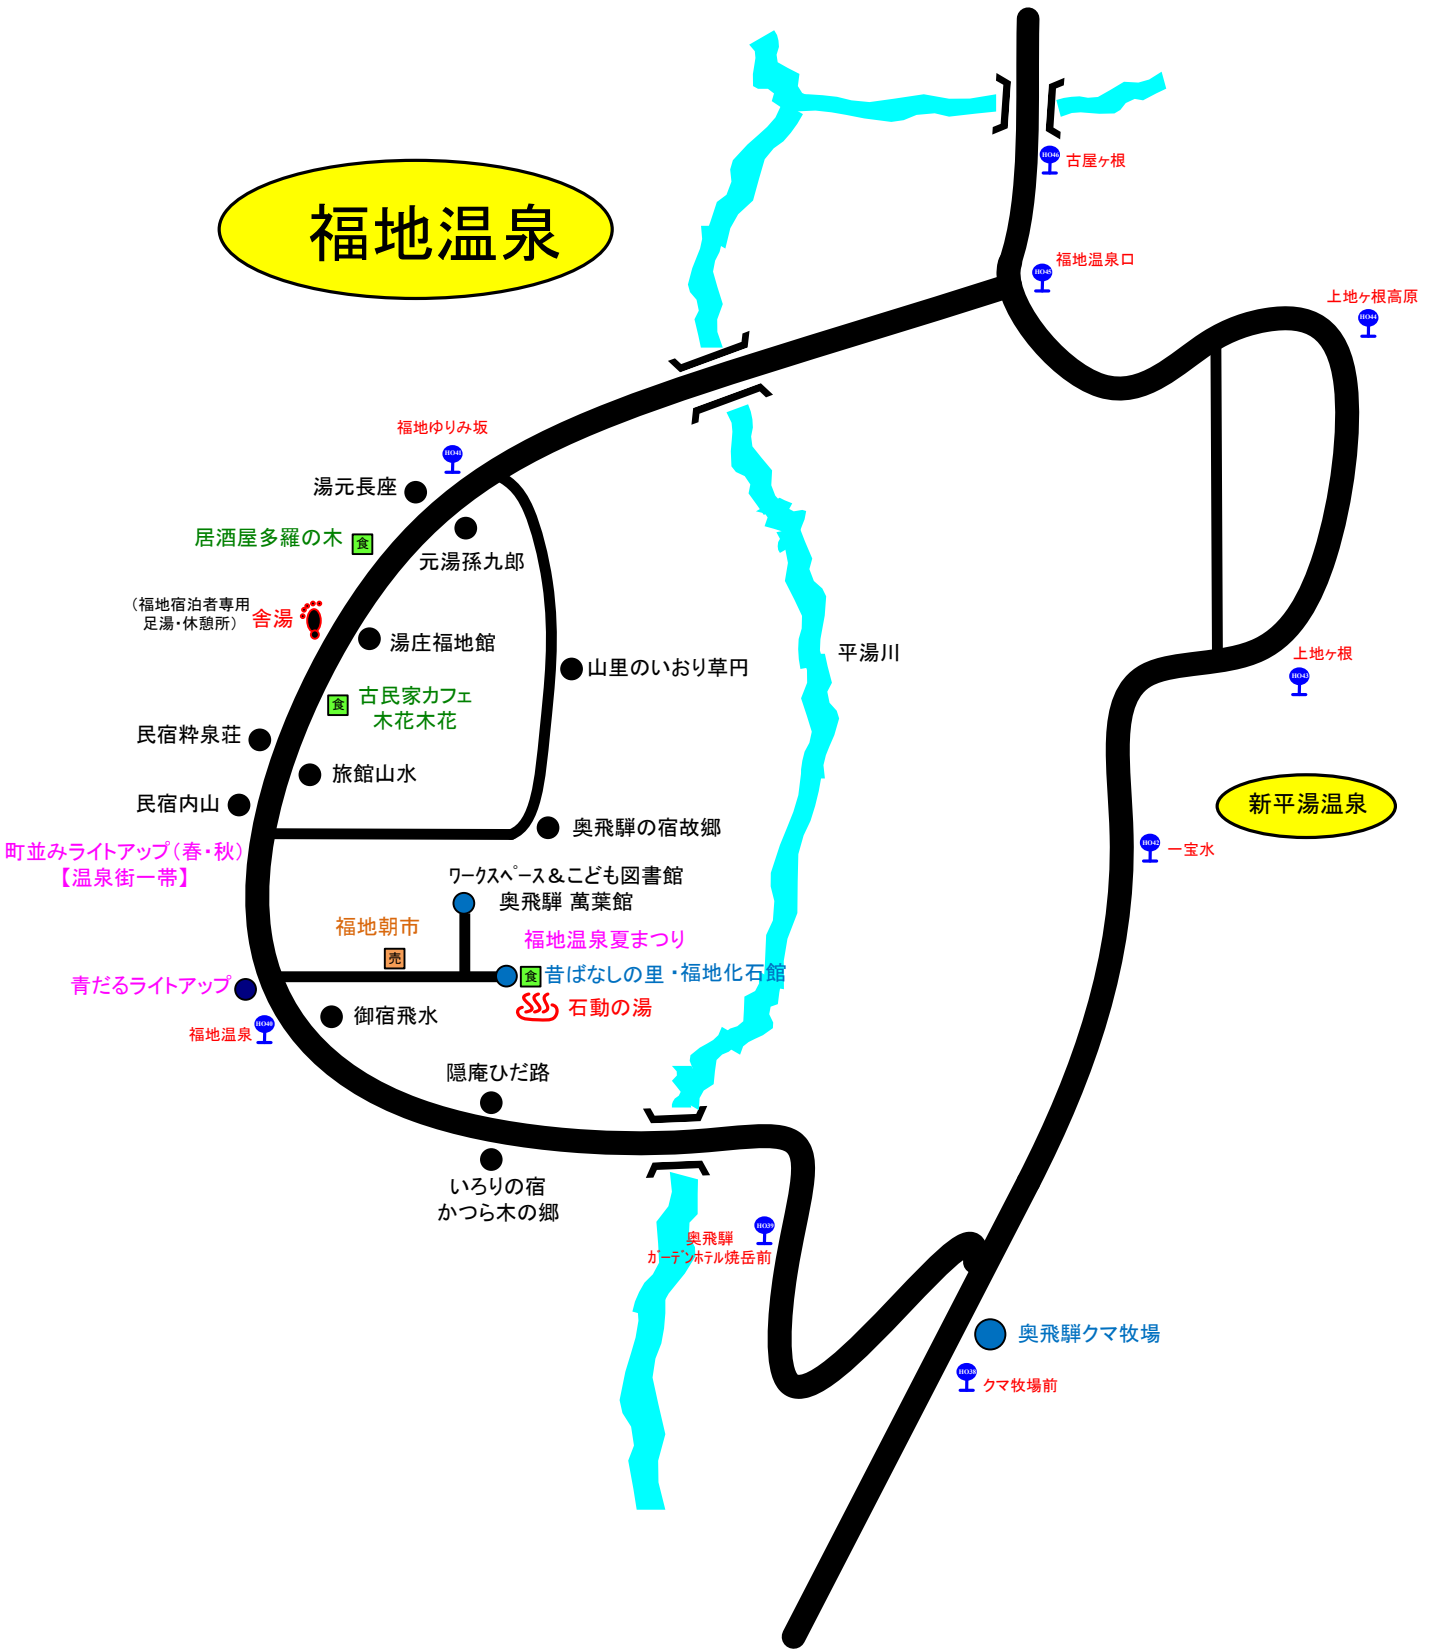 HO46
古屋ヶ根
福地温泉
福地温泉口
HO45
上地ヶ根高原
HO44
福地ゆりみ坂
HO41
湯元長座
居酒屋多羅の木
食
元湯孫九郎
（福地宿泊者専用
足湯・休憩所）
舎湯
湯庄福地館
平湯川
山里のいおり草円
上地ヶ根
HO43
古民家カフェ
木花木花
食
民宿粋泉荘
旅館山水
民宿内山
新平湯温泉
奥飛騨の宿故郷
HO42
一宝水
町並みライトアップ（春・秋）
【温泉街一帯】
ﾜｰｸｽﾍﾟｰｽ＆こども図書館
奥飛騨 萬葉館
福地朝市
売
福地温泉夏まつり
食
昔ばなしの里・福地化石館
青だるライトアップ
石動の湯
御宿飛水
HO40
福地温泉
隠庵ひだ路
いろりの宿
かつら木の郷
HO39
奥飛騨
ｶﾞｰﾃﾞﾝﾎﾃﾙ焼岳前
奥飛騨クマ牧場
HO38
クマ牧場前